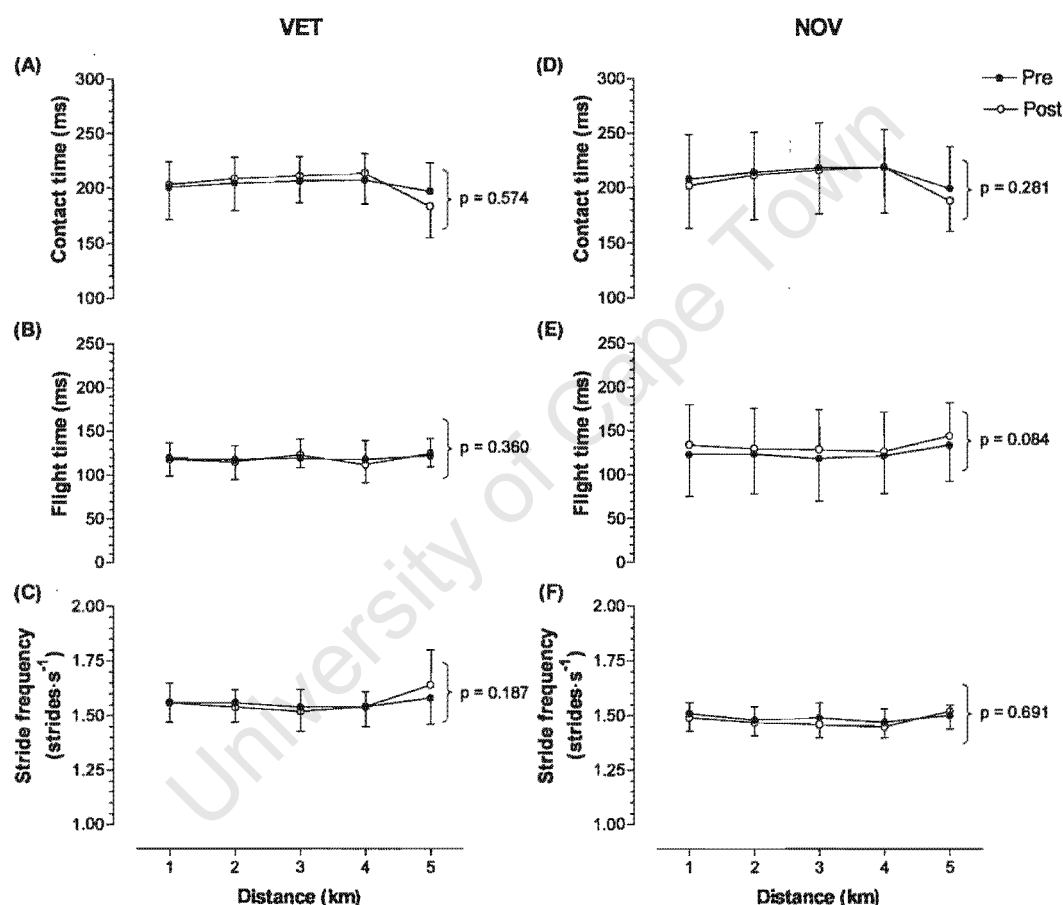 VET
NOV
(A)
Contact time (ms)
300
250
200
150
100
p = 0.574
(D)
Contact time (ms)
300
250
200
150
100
p = 0.281
Pre
Post
(B)
Flight time (ms)
250
200
150
100
50
0
p = 0.360
(E)
Flight time (ms)
250
200
150
100
50
0
p = 0.084
(C)
Stride frequency
(strides·s⁻¹)
2.00
1.75
1.50
1.25
1.00
p = 0.187
(F)
Stride frequency
(strides·s⁻¹)
2.00
1.75
1.50
1.25
1.00
p = 0.691
1 2 3 4 5
Distance (km)
1 2 3 4 5
Distance (km)
University of Cape Town